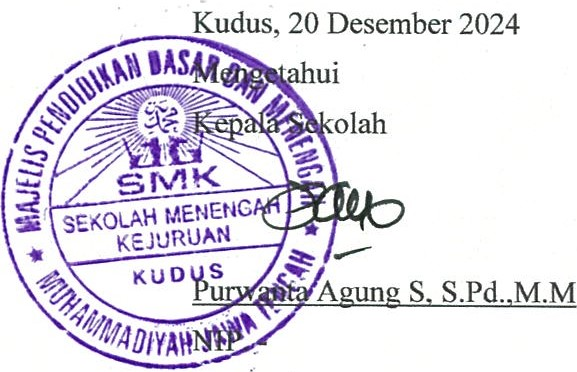 Kudus, 20 Desember 2024
Mengetahui
Kepala Sekolah
MAJELIS PENDIDIKAN DASAR DAN MENENGAH
SMK
SEKOLAH MENENGAH
KEJURUAN
KUDUS
MUHAMMADIYAH JAWA TENGAH
Purwanta Agung S, S.Pd.,M.M
NIP -